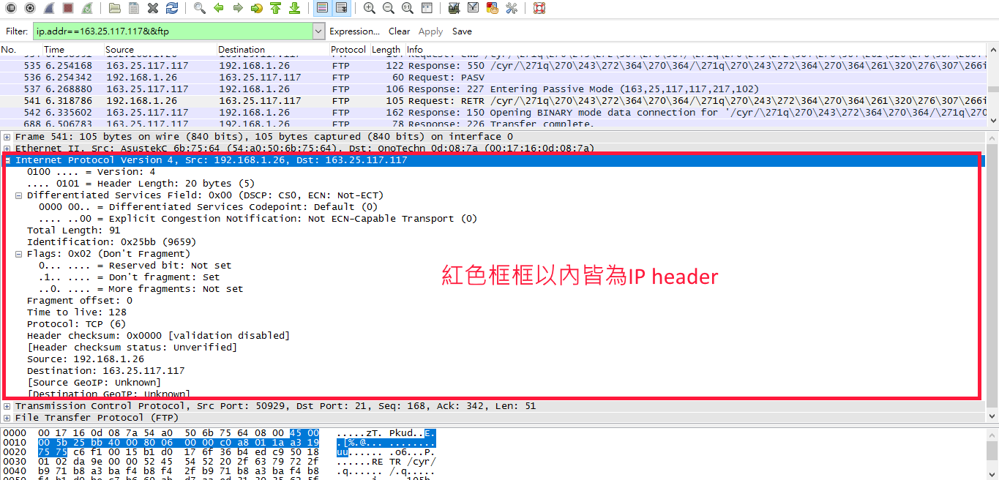 Filter: ip.addr==163.25.117.117&&ftp Expression... Clear Apply Save
No. Time Source Destination Protocol Length Info
535 6.254168 163.25.117.117 192.168.1.26 FTP 122 Response: 550 /cyr/\271q\270\243\272\364\270\364/\271q\270\243\272\364\270\364\261\320\276\307\266i
536 6.254342 192.168.1.26 163.25.117.117 FTP 60 Request: PASV
537 6.268880 163.25.117.117 192.168.1.26 FTP 106 Response: 227 Entering Passive Mode (163,25,117,117,217,102)
541 6.318786 192.168.1.26 163.25.117.117 FTP 105 Request: RETR /cyr/\271q\270\243\272\364\270\364/\271q\270\243\272\364\270\364\261\320\276\307\266i
542 6.335602 163.25.117.117 192.168.1.26 FTP 162 Response: 150 Opening BINARY mode data connection for '/cyr/\271q\270\243\272\364\270\364/\271q\270
688 6.506783 163.25.117.117 192.168.1.26 FTP 78 Response: 226 Transfer complete.
Frame 541: 105 bytes on wire (840 bits), 105 bytes captured (840 bits) on interface 0
Ethernet II, Src: AsustekC_6b:75:64 (54:a0:50:6b:75:64), Dst: OnoTechn_0d:08:7a (00:17:16:0d:08:7a)
Internet Protocol Version 4, Src: 192.168.1.26, Dst: 163.25.117.117
0100 .... = Version: 4
.... 0101 = Header Length: 20 bytes (5)
Differentiated Services Field: 0x00 (DSCP: CS0, ECN: Not-ECT)
0000 00.. = Differentiated Services Codepoint: Default (0)
.... ..00 = Explicit Congestion Notification: Not ECN-Capable Transport (0)
Total Length: 91
Identification: 0x25bb (9659)
Flags: 0x02 (Don't Fragment)
0... .... = Reserved bit: Not set
.1.. .... = Don't fragment: Set
..0. .... = More fragments: Not set
紅色框框以內皆為IP header
Fragment offset: 0
Time to live: 128
Protocol: TCP (6)
Header checksum: 0x0000 [validation disabled]
[Header checksum status: Unverified]
Source: 192.168.1.26
Destination: 163.25.117.117
[Source GeoIP: Unknown]
[Destination GeoIP: Unknown]
Transmission Control Protocol, Src Port: 50929, Dst Port: 21, Seq: 168, Ack: 342, Len: 51
File Transfer Protocol (FTP)
0000 00 17 16 0d 08 7a 54 a0 50 6b 75 64 08 00 45 00 .....zT. Pkud..E.
0010 00 5b 25 bb 40 00 80 06 00 00 c0 a8 01 1a a3 19 .[%.@... ........
0020 75 75 c6 f1 00 15 b1 d0 17 6f 36 b4 ed c9 50 18 uu...... .o6...P.
0030 01 02 da 9e 00 00 52 45 54 52 20 2f 63 79 72 2f ......RE TR /cyr/
0040 b9 71 b8 a3 ba f4 b8 f4 2f b9 71 b8 a3 ba f4 b8 .q...... /.q.....